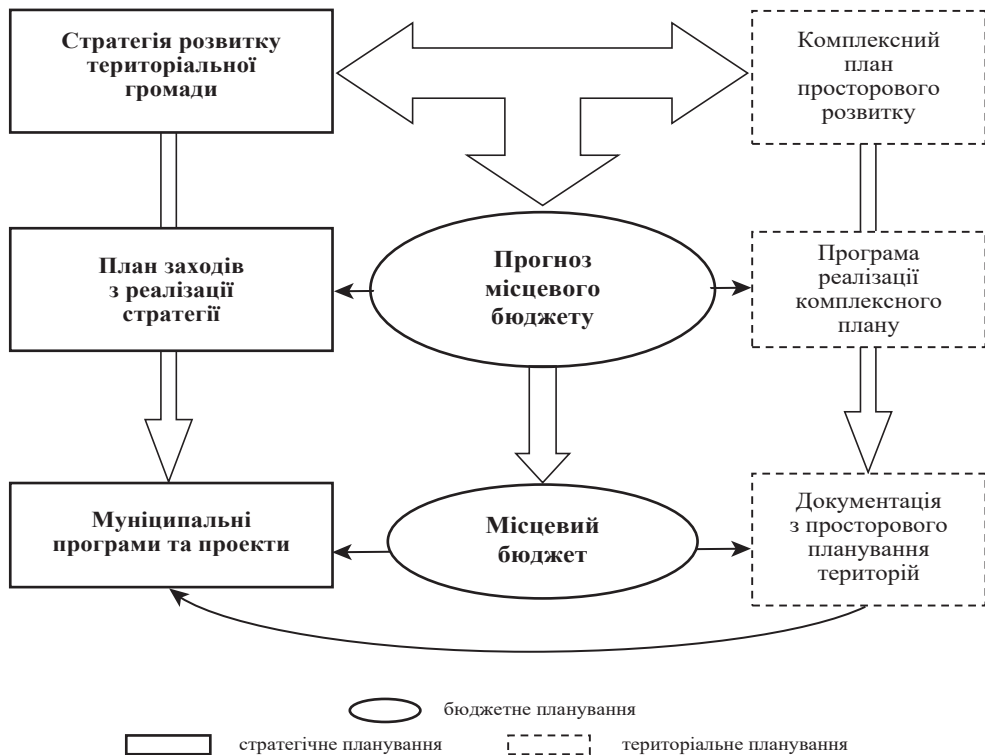 Стратегія розвитку
територіальної
громади
Комплексний
план
просторового
розвитку
План заходів
з реалізації
стратегії
Прогноз
місцевого
бюджету
Програма
реалізації
комплексного
плану
Муніципальні
програми та проекти
Місцевий
бюджет
Документація
з просторового
планування
територій
бюджетне планування
стратегічне планування
територіальне планування